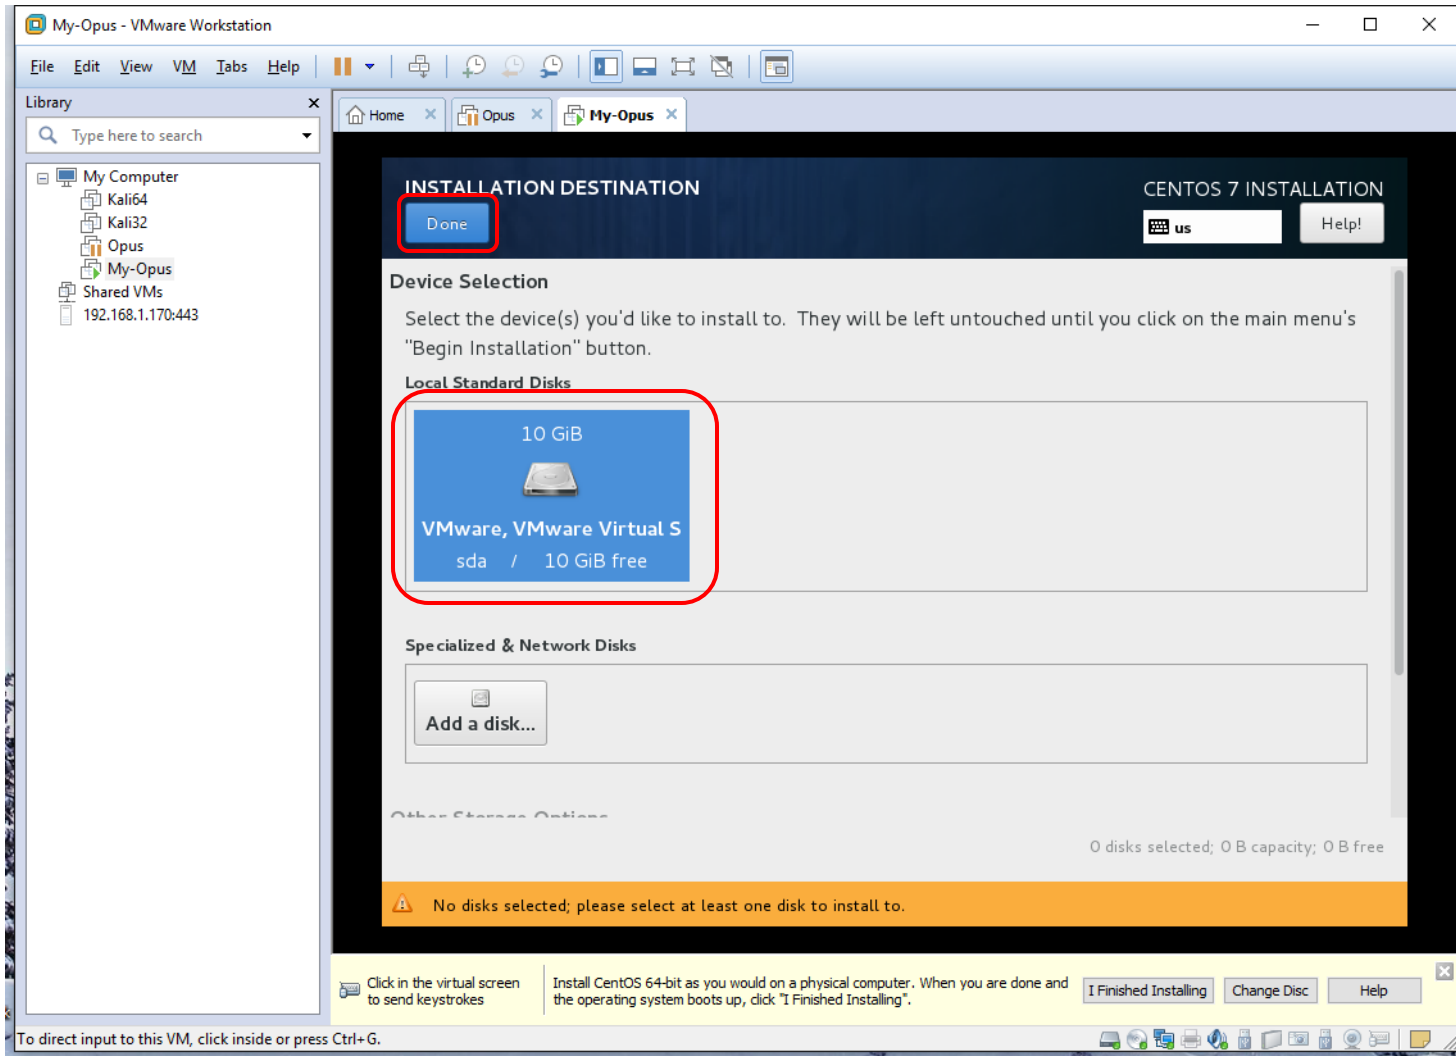 My-Opus - VMware Workstation
File Edit View VM Tabs Help
Library
Type here to search
My Computer
Kali64
Kali32
Opus
My-Opus
Shared VMs
192.168.1.170:443
Home
Opus
My-Opus
INSTALLATION DESTINATION
CENTOS 7 INSTALLATION
Done
us
Help!
Device Selection
Select the device(s) you'd like to install to. They will be left untouched until you click on the main menu's
"Begin Installation" button.
Local Standard Disks
10 GiB
VMware, VMware Virtual S
sda / 10 GiB free
Specialized & Network Disks
Add a disk...
Other Storage Options
0 disks selected; 0 B capacity; 0 B free
No disks selected; please select at least one disk to install to.
Click in the virtual screen
to send keystrokes
Install CentOS 64-bit as you would on a physical computer. When you are done and
the operating system boots up, click "I Finished Installing".
I Finished Installing
Change Disc
Help
To direct input to this VM, click inside or press Ctrl+G.